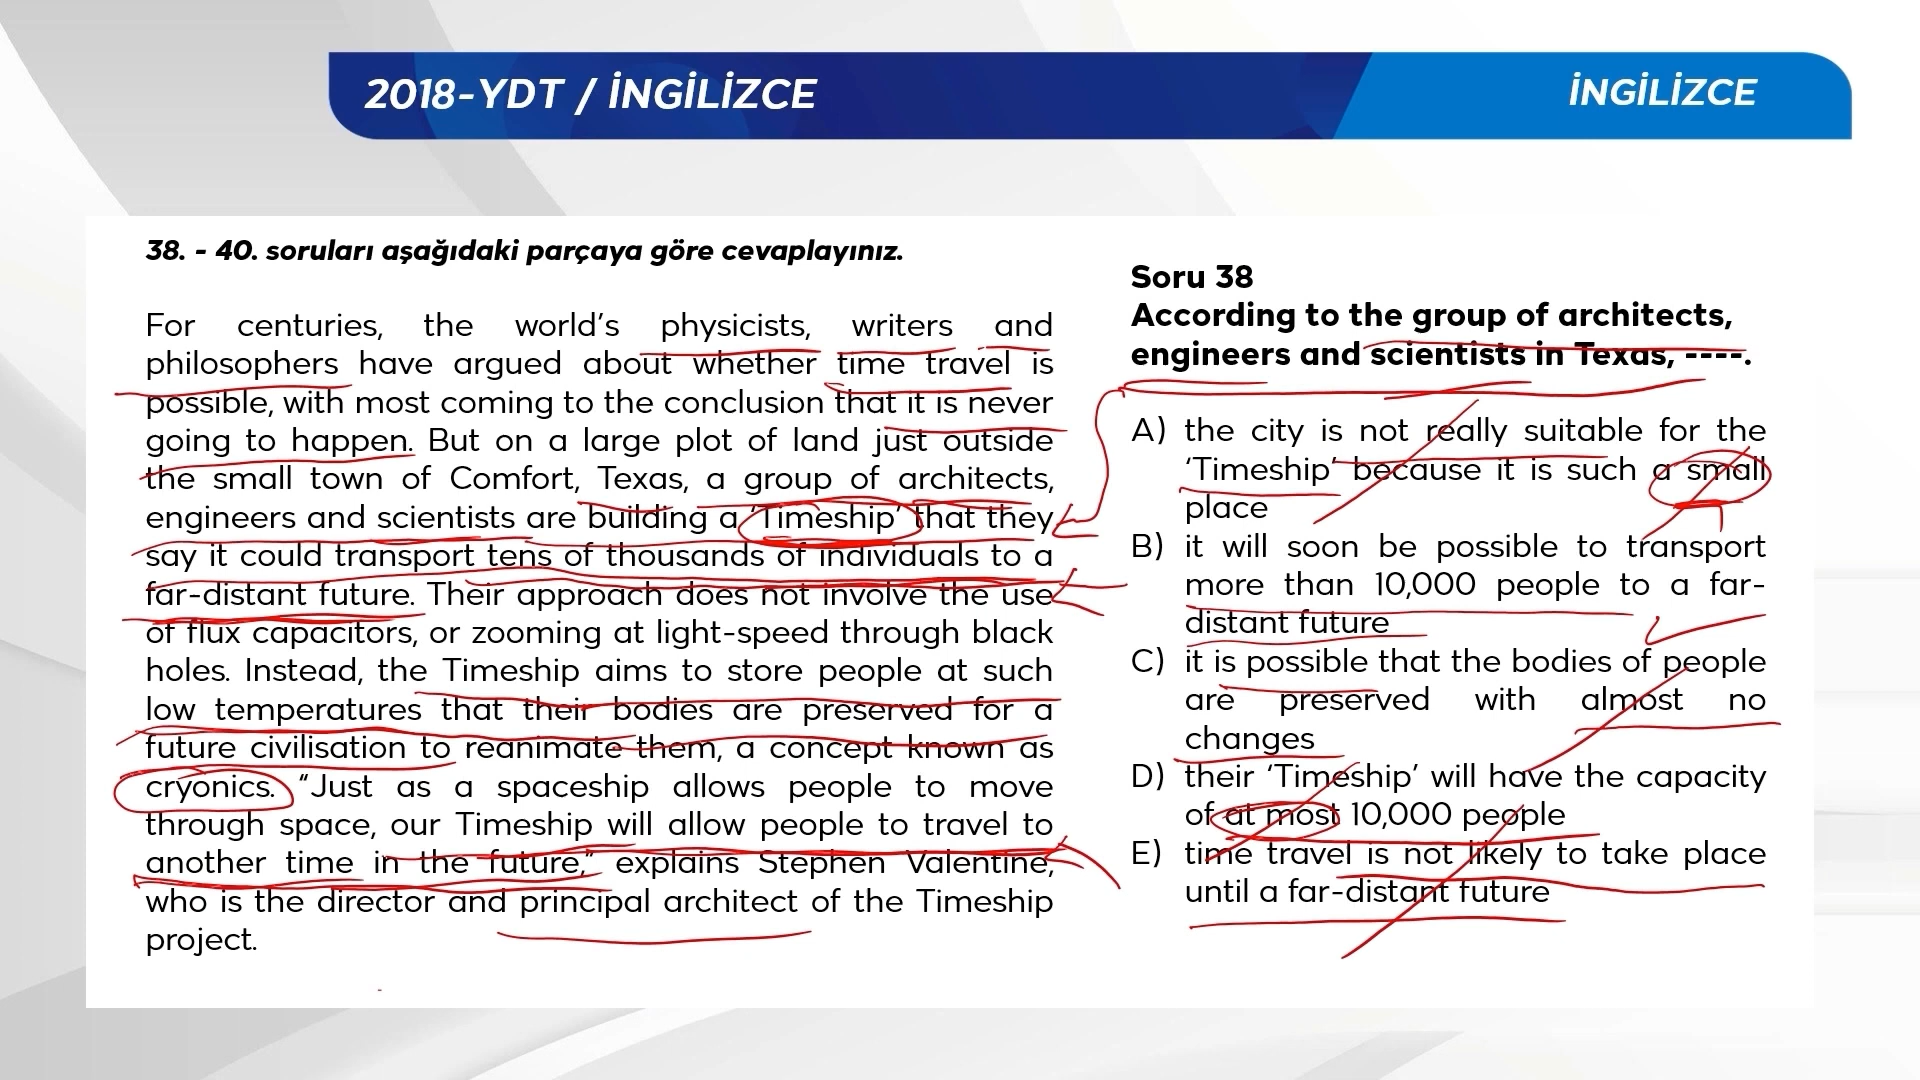 2018-YDT / İNGİLİZCE
İNGİLİZCE
38. - 40. soruları aşağıdaki parçaya göre cevaplayınız.
For centuries, the world's physicists, writers and
philosophers have argued about whether time travel is
possible, with most coming to the conclusion that it is never
going to happen. But on a large plot of land just outside
the small town of Comfort, Texas, a group of architects,
engineers and scientists are building a 'Timeship' that they
say it could transport tens of thousands of individuals to a
far-distant future. Their approach does not involve the use
of flux capacitors, or zooming at light-speed through black
holes. Instead, the Timeship aims to store people at such
low temperatures that their bodies are preserved for a
future civilisation to reanimate them, a concept known as
cryonics. “Just as a spaceship allows people to move
through space, our Timeship will allow people to travel to
another time in the future,” explains Stephen Valentine,
who is the director and principal architect of the Timeship
project.
Soru 38
According to the group of architects,
engineers and scientists in Texas, ----.
A) the city is not really suitable for the
'Timeship' because it is such a small
place
B) it will soon be possible to transport
more than 10,000 people to a far-
distant future
C) it is possible that the bodies of people
are preserved with almost no
changes
D) their 'Timeship' will have the capacity
of at most 10,000 people
E) time travel is not likely to take place
until a far-distant future